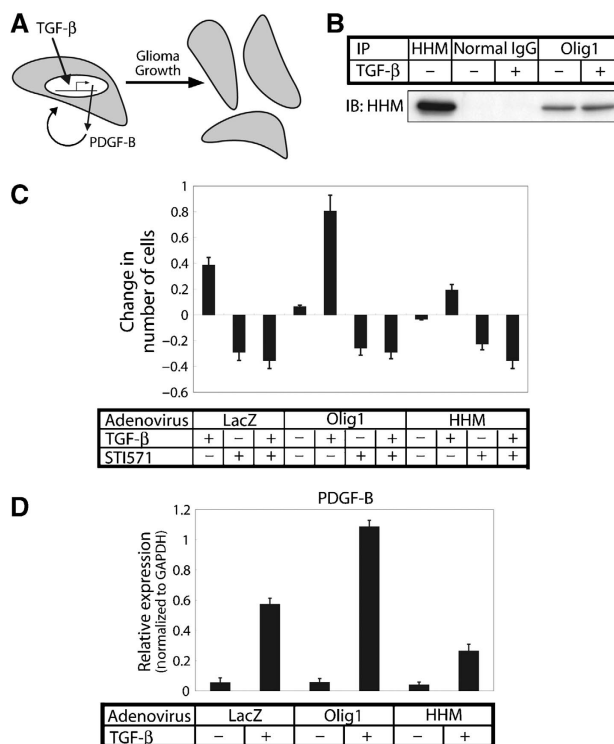 A
TGF-β
PDGF-B
Glioma
Growth
B
IP HHM Normal IgG Olig1
TGF-β − − + − +
IB: HHM
C
Change in
number of cells
1
0.8
0.6
0.4
0.2
0
−0.2
−0.4
−0.6
Adenovirus LacZ Olig1 HHM
TGF-β + − + − + − + − + − +
STI571 − + + − − + + − − + +
D
PDGF-B
Relative expression
(normalized to GAPDH)
1.2
1
0.8
0.6
0.4
0.2
0
Adenovirus LacZ Olig1 HHM
TGF-β − + − + − +